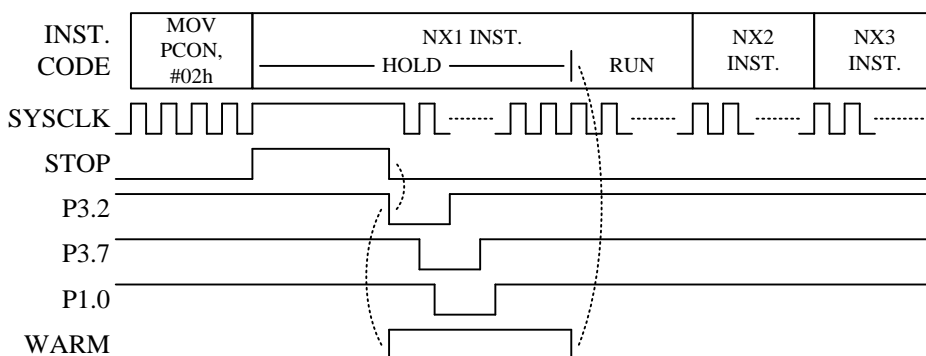 INST.
CODE
MOV
PCON,
#02h
NX1 INST.
HOLD
RUN
NX2
INST.
NX3
INST.
SYSCLK
STOP
P3.2
P3.7
P1.0
WARM